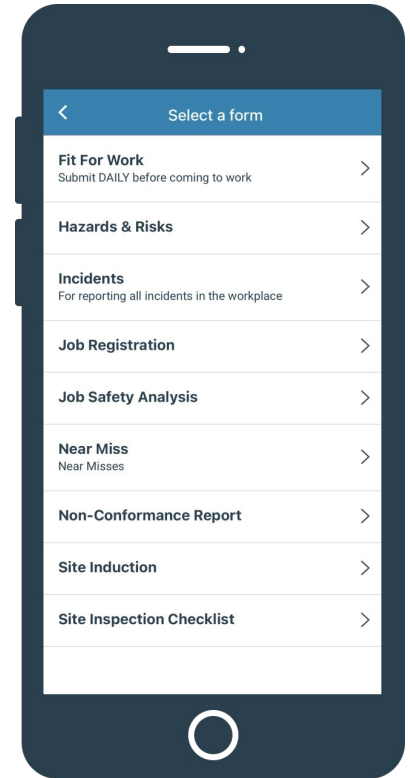 Select a form
Fit For Work
Submit DAILY before coming to work
Hazards & Risks
Incidents
For reporting all incidents in the workplace
Job Registration
Job Safety Analysis
Near Miss
Near Misses
Non-Conformance Report
Site Induction
Site Inspection Checklist